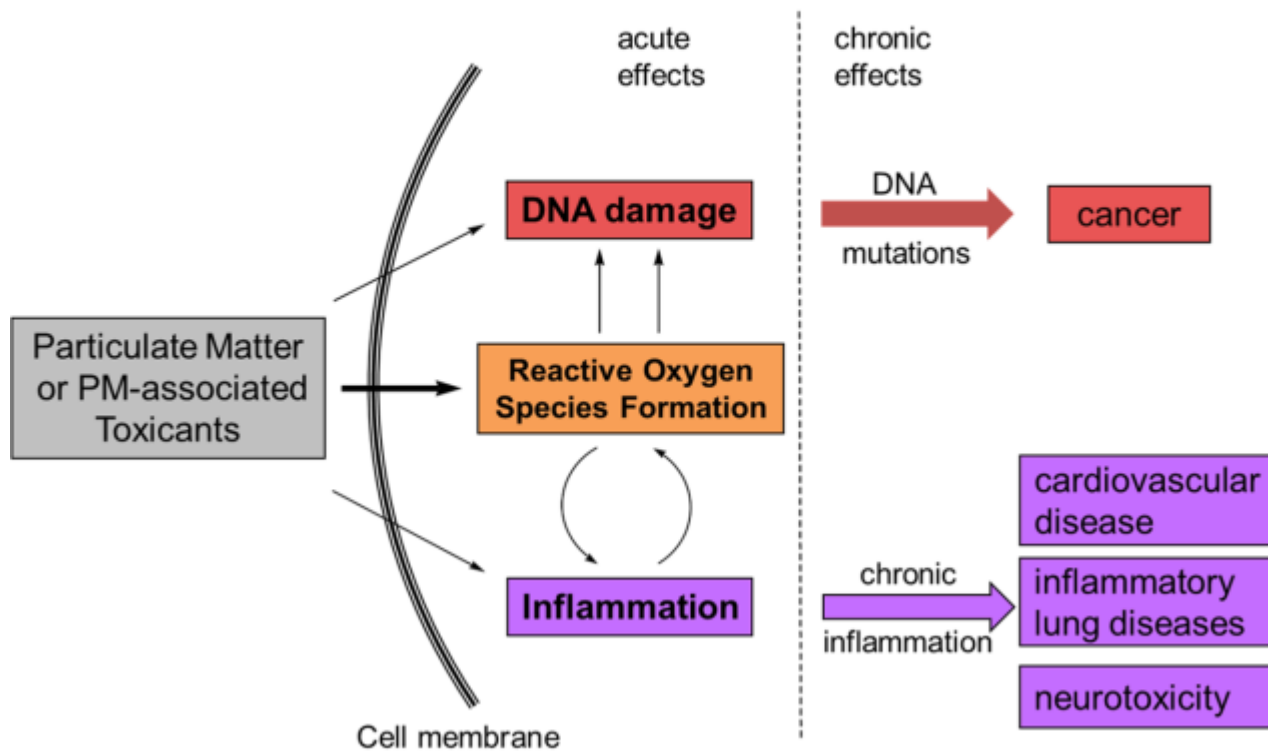 acute
effects
chronic
effects
DNA damage
DNA
mutations
cancer
Particulate Matter
or PM-associated
Toxicants
Reactive Oxygen
Species Formation
Inflammation
chronic
inflammation
cardiovascular
disease
inflammatory
lung diseases
neurotoxicity
Cell membrane